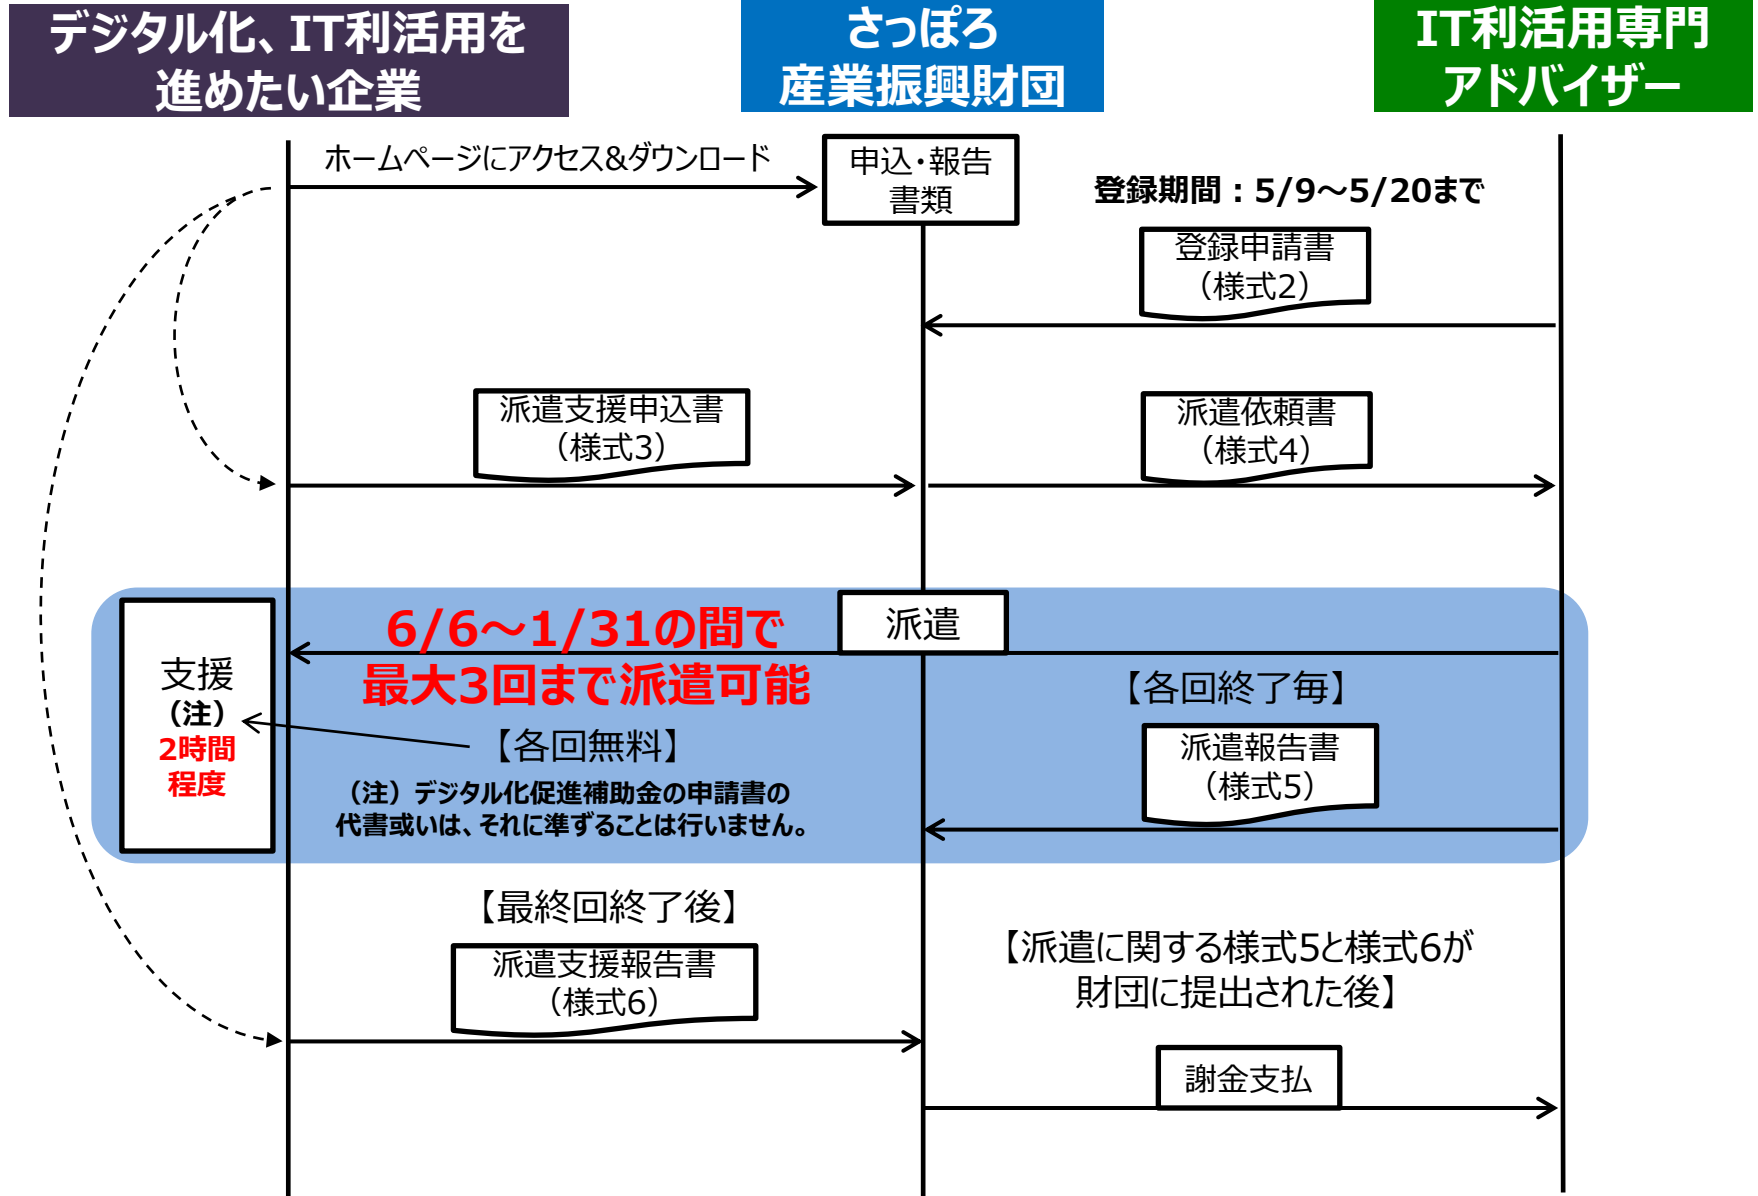 デジタル化、IT利活用を
進めたい企業
さっぽろ
産業振興財団
IT利活用専門
アドバイザー
ホームページにアクセス&ダウンロード
申込・報告
書類
登録期間：5/9～5/20まで
登録申請書
（様式2）
派遣支援申込書
（様式3）
派遣依頼書
（様式4）
6/6～1/31の間で
最大3回まで派遣可能
派遣
支援
（注）
2時間
程度
【各回無料】
（注）デジタル化促進補助金の申請書の
代書或いは、それに準ずることは行いません。
【各回終了毎】
派遣報告書
（様式5）
【最終回終了後】
派遣支援報告書
（様式6）
【派遣に関する様式5と様式6が
財団に提出された後】
謝金支払